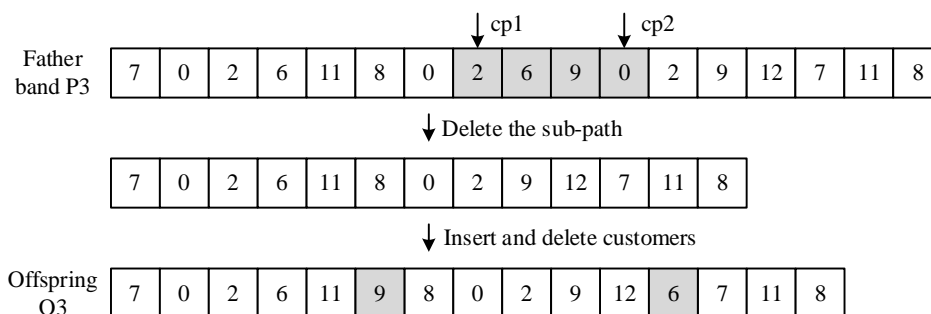 cp1 cp2
Father
band P3
7 0 2 6 11 8 0 2 6 9 0 2 9 12 7 11 8
Delete the sub-path
7 0 2 6 11 8 0 2 9 12 7 11 8
Insert and delete customers
Offspring
O3
7 0 2 6 11 9 8 0 2 9 12 6 7 11 8